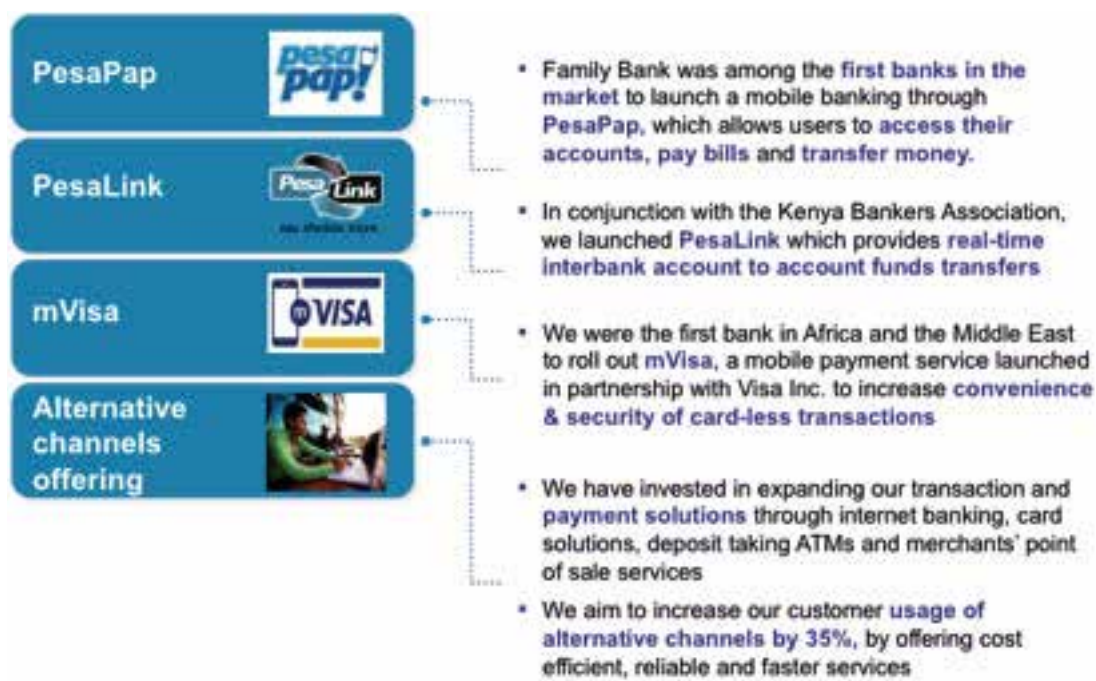 PesaPap
pesa
pap!
• Family Bank was among the first banks in the
market to launch a mobile banking through
PesaPap, which allows users to access their
accounts, pay bills and transfer money.
PesaLink
Pesa Link
• In conjunction with the Kenya Bankers Association,
we launched PesaLink which provides real-time
interbank account to account funds transfers
mVisa
m VISA
• We were the first bank in Africa and the Middle East
to roll out mVisa, a mobile payment service launched
in partnership with Visa Inc. to increase convenience
& security of card-less transactions
Alternative
channels
offering
• We have invested in expanding our transaction and
payment solutions through internet banking, card
solutions, deposit taking ATMs and merchants' point
of sale services
• We aim to increase our customer usage of
alternative channels by 35%, by offering cost
efficient, reliable and faster services